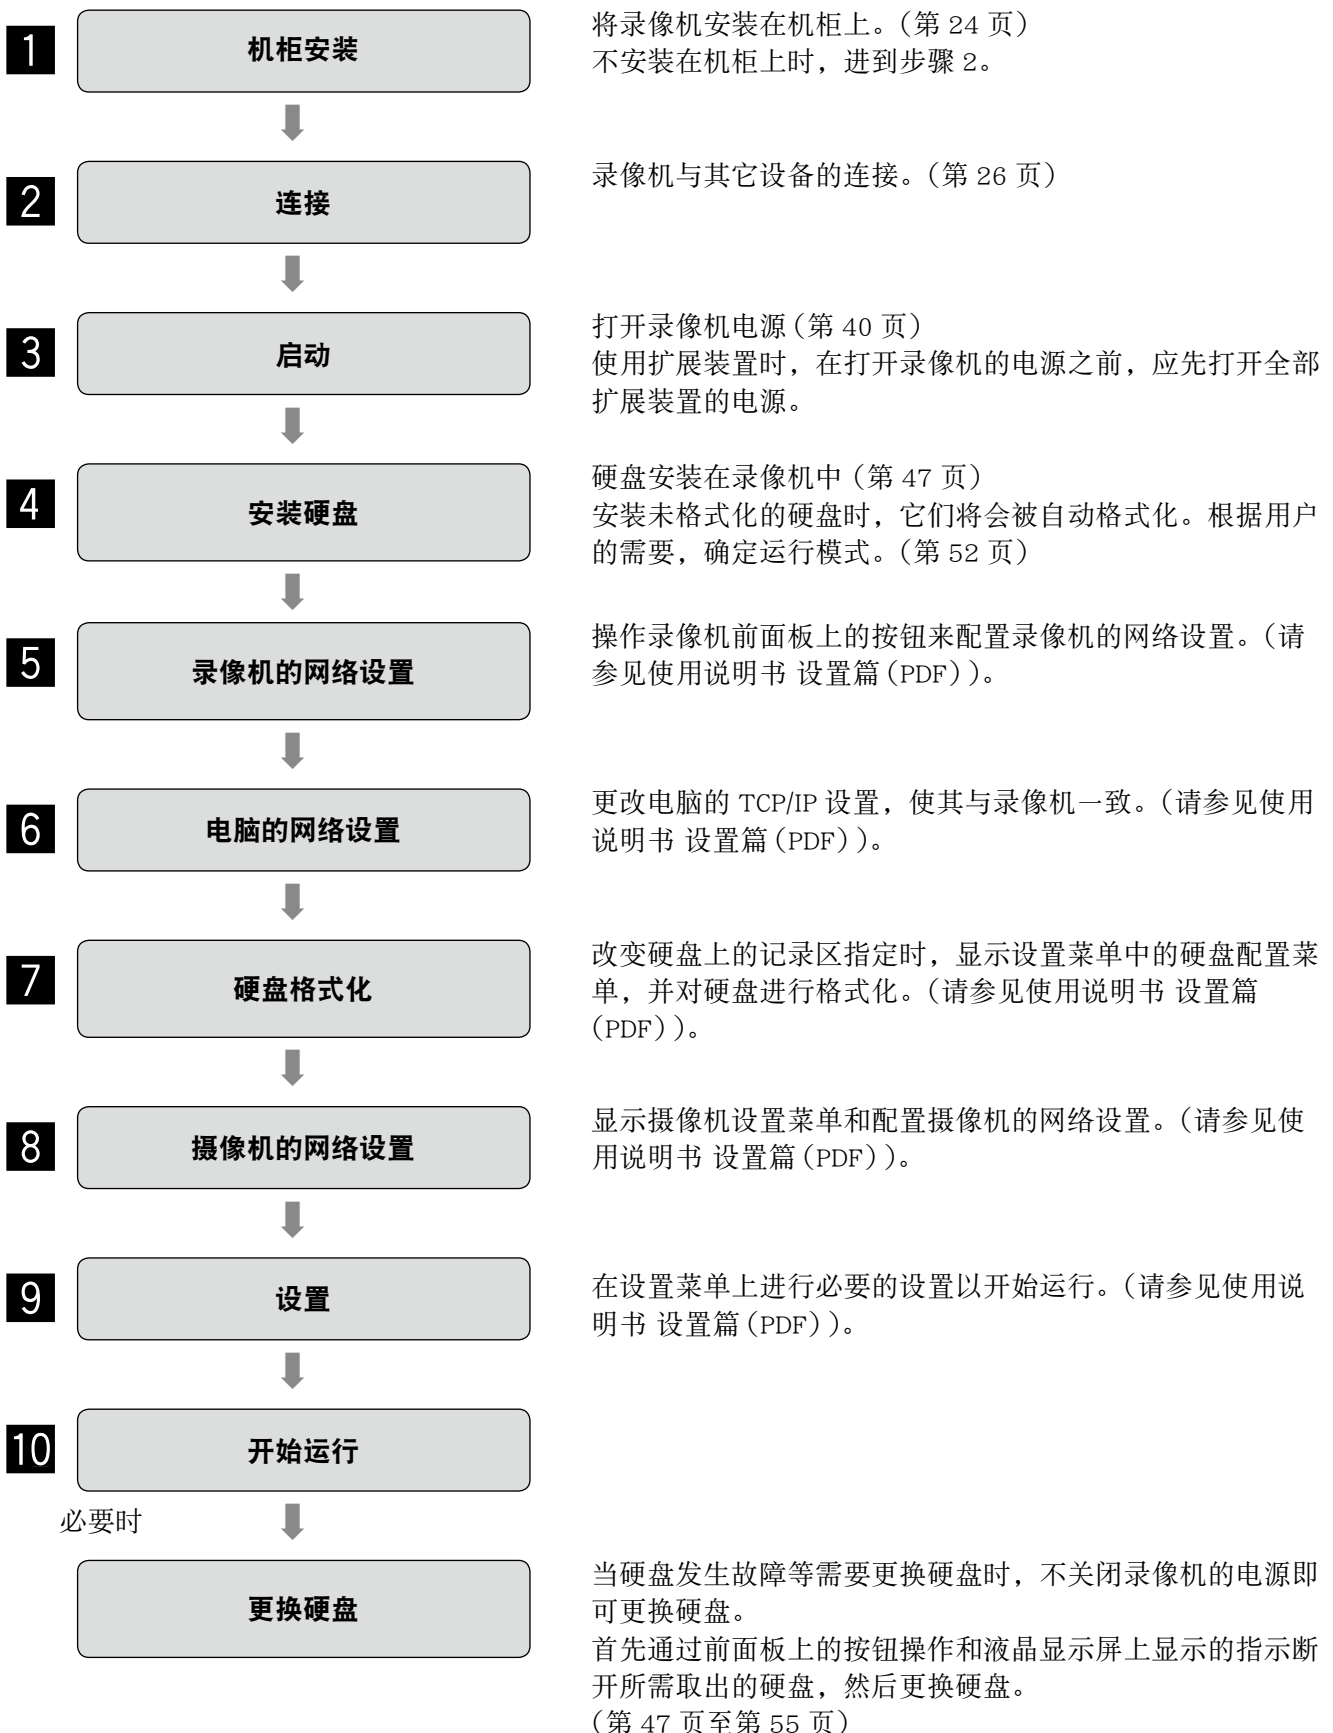 1
机柜安装
将录像机安装在机柜上。(第 24 页)
不安装在机柜上时，进到步骤 2。
2
连接
录像机与其它设备的连接。(第 26 页)
3
启动
打开录像机电源(第 40 页)
使用扩展装置时，在打开录像机的电源之前，应先打开全部
扩展装置的电源。
4
安装硬盘
硬盘安装在录像机中(第 47 页)
安装未格式化的硬盘时，它们将会被自动格式化。根据用户
的需要，确定运行模式。(第 52 页)
5
录像机的网络设置
操作录像机前面板上的按钮来配置录像机的网络设置。(请
参见使用说明书 设置篇(PDF))。
6
电脑的网络设置
更改电脑的 TCP/IP 设置，使其与录像机一致。(请参见使用
说明书 设置篇(PDF))。
7
硬盘格式化
改变硬盘上的记录区指定时，显示设置菜单中的硬盘配置菜
单，并对硬盘进行格式化。(请参见使用说明书 设置篇
(PDF))。
8
摄像机的网络设置
显示摄像机设置菜单和配置摄像机的网络设置。(请参见使
用说明书 设置篇(PDF))。
9
设置
在设置菜单上进行必要的设置以开始运行。(请参见使用说
明书 设置篇(PDF))。
10
开始运行
必要时
更换硬盘
当硬盘发生故障等需要更换硬盘时，不关闭录像机的电源即
可更换硬盘。
首先通过前面板上的按钮操作和液晶显示屏上显示的指示断
开所需取出的硬盘，然后更换硬盘。
(第 47 页至第 55 页)